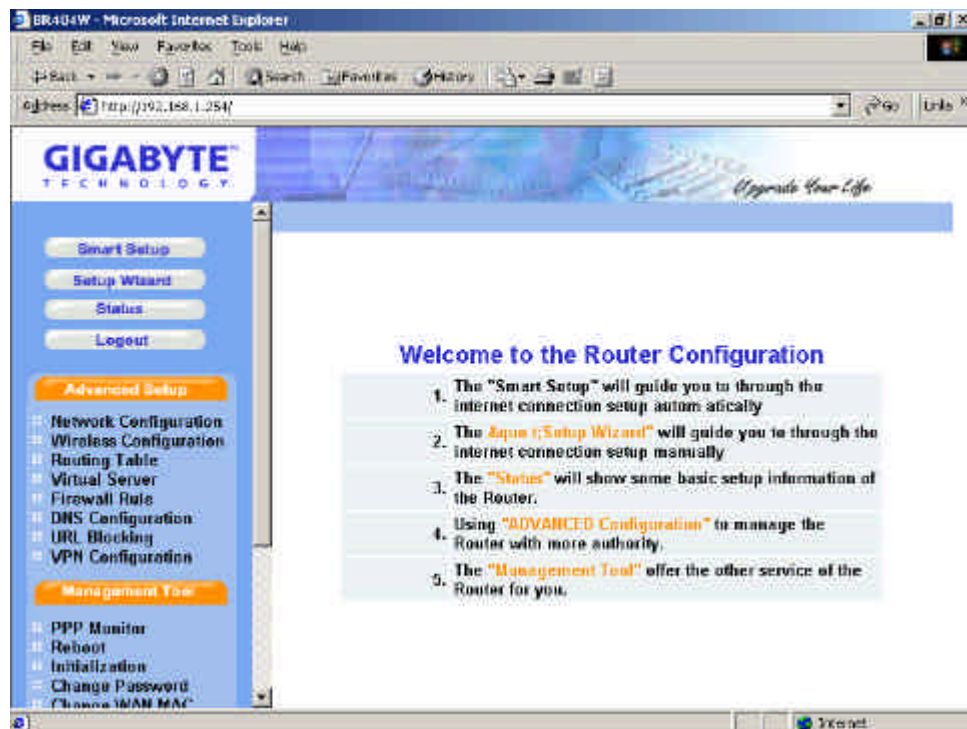 BR404W - Microsoft Internet Explorer
File Edit View Favorites Tools Help
Back Search Favorites History
Address http://192.168.1.254/ Go Links
GIGABYTE™
TECHNOLOGY
Upgrade Your Life
Smart Setup
Setup Wizard
Status
Logout
Advanced Setup
Network Configuration
Wireless Configuration
Routing Table
Virtual Server
Firewall Rule
DNS Configuration
URL Blocking
VPN Configuration
Management Tool
PPP Monitor
Reboot
Initialization
Change Password
Change WAN MAC
Welcome to the Router Configuration
1. The "Smart Setup" will guide you to through the
internet connection setup autom atically
2. The &quo t;Setup Wizard" will guide you to through the
internet connection setup manually
3. The "Status" will show some basic setup information of
the Router.
4. Using "ADVANCED Configuration" to manage the
Router with more authority.
5. The "Management Tool" offer the other service of the
Router for you.
Internet